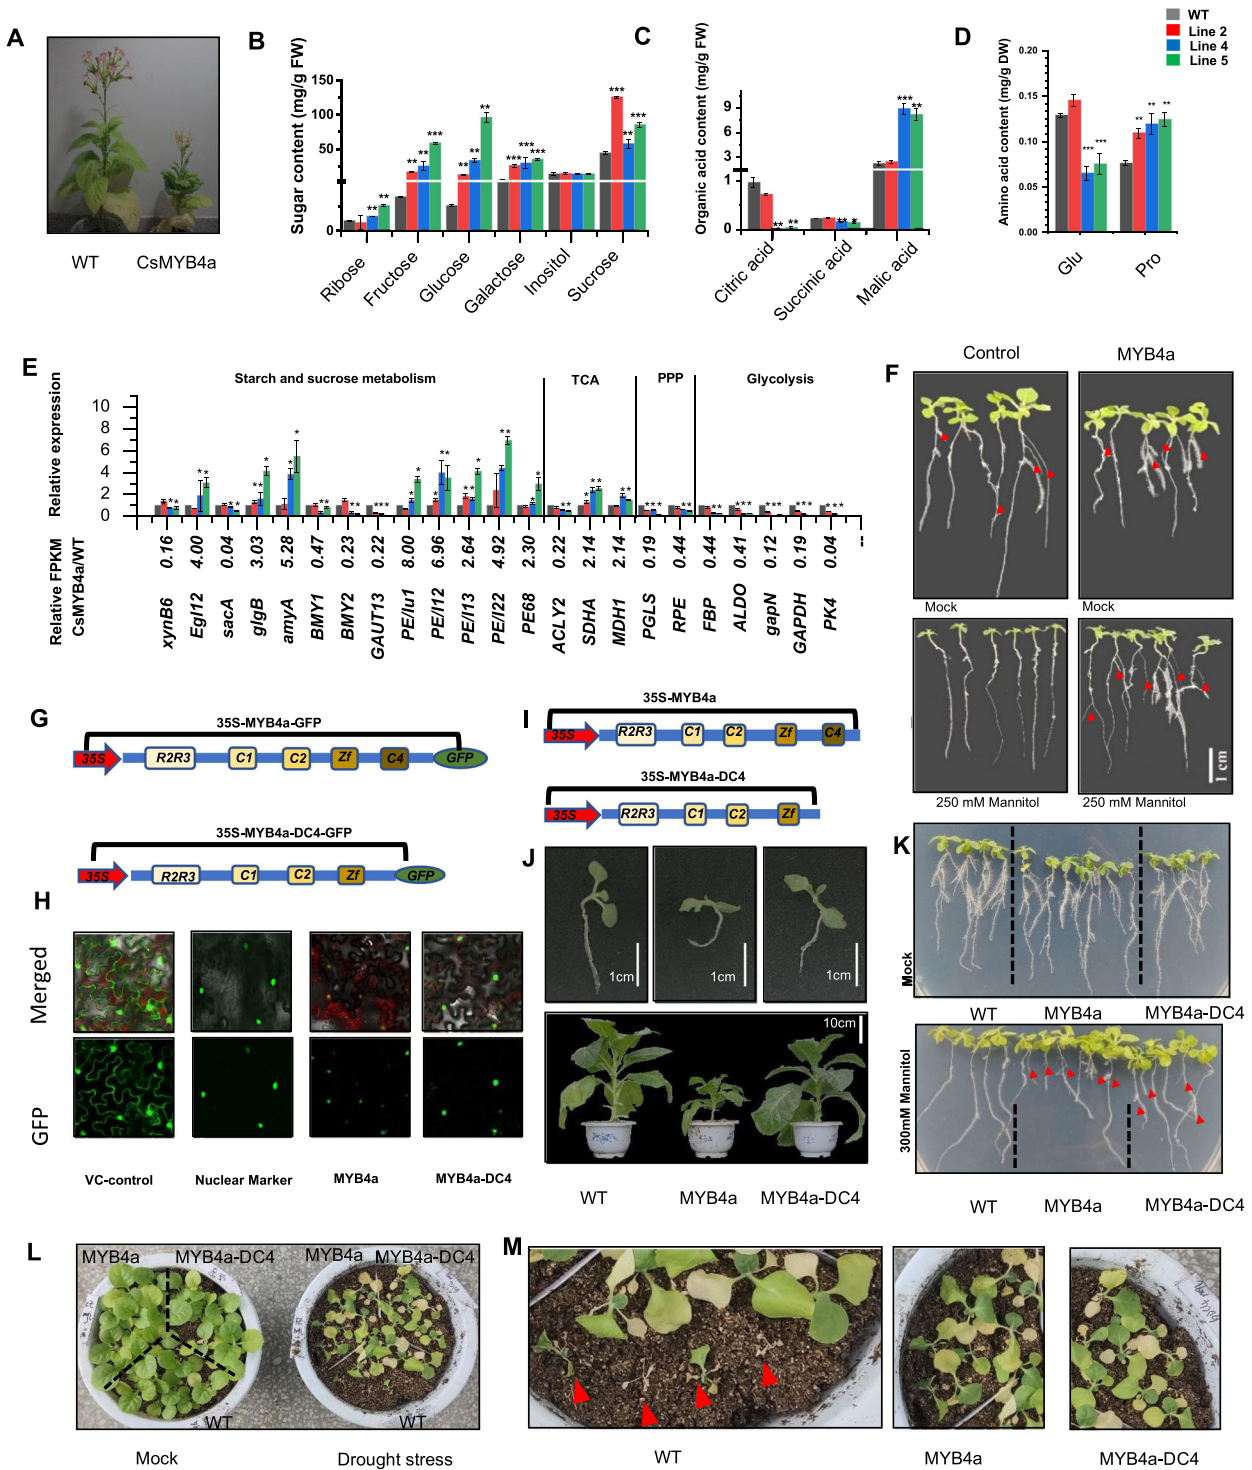 A
WT
CsMYB4a
B
Sugar content (mg/g FW)
150
100
50
0
** ** ** ** *** ** ** ** *** *** *** *** ** ***
Ribose
Fructose
Glucose
Galactose
Inositol
Sucrose
C
Organic acid content (mg/g FW)
9
6
3
1
0
** ** ** * *** **
Citric acid
Succinic acid
Malic acid
D
WT
Line 2
Line 4
Line 5
Amino acid content (mg/g DW)
0.20
0.15
0.10
0.05
0.00
*** *** ** ** **
Glu
Pro
E
Starch and sucrose metabolism
TCA
PPP
Glycolysis
Relative expression
10
8
6
4
2
0
Relative FPKM
CsMYB4a/WT
0.16 4.00 0.04 3.03 5.28 0.47 0.23 0.22 8.00 6.96 2.64 4.92 2.30 0.22 2.14 2.14 0.19 0.44 0.44 0.41 0.12 0.19 0.04 --
xynB6 Egl12 sacA glgB amyA BMY1 BMY2 GAUT13 PE/lu1 PE/l12 PE/l13 PE/l22 PE68 ACLY2 SDHA MDH1 PGLS RPE FBP ALDO gapN GAPDH PK4
F
Control
MYB4a
Mock
Mock
1 cm
250 mM Mannitol
250 mM Mannitol
G
35S-MYB4a-GFP
35S R2R3 C1 C2 Zf C4 GFP
35S-MYB4a-DC4-GFP
35S R2R3 C1 C2 Zf GFP
H
Merged
GFP
VC-control
Nuclear Marker
MYB4a
MYB4a-DC4
I
35S-MYB4a
35S R2R3 C1 C2 Zf C4
35S-MYB4a-DC4
35S R2R3 C1 C2 Zf
J
1cm
1cm
1cm
10cm
WT
MYB4a
MYB4a-DC4
K
Mock
WT
MYB4a
MYB4a-DC4
300mM Mannitol
WT
MYB4a
MYB4a-DC4
L
MYB4a
MYB4a-DC4
WT
MYB4a
MYB4a-DC4
WT
Mock
Drought stress
M
WT
MYB4a
MYB4a-DC4